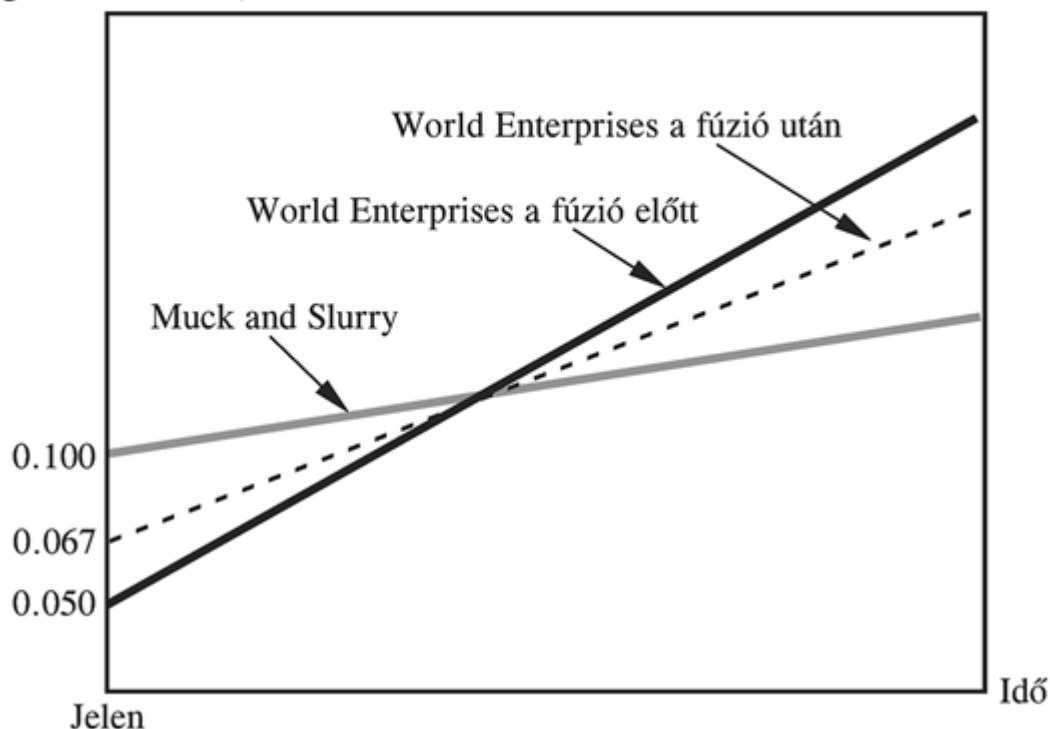 World Enterprises a fúzió után
World Enterprises a fúzió előtt
Muck and Slurry
0.100
0.067
0.050
Idő
Jelen